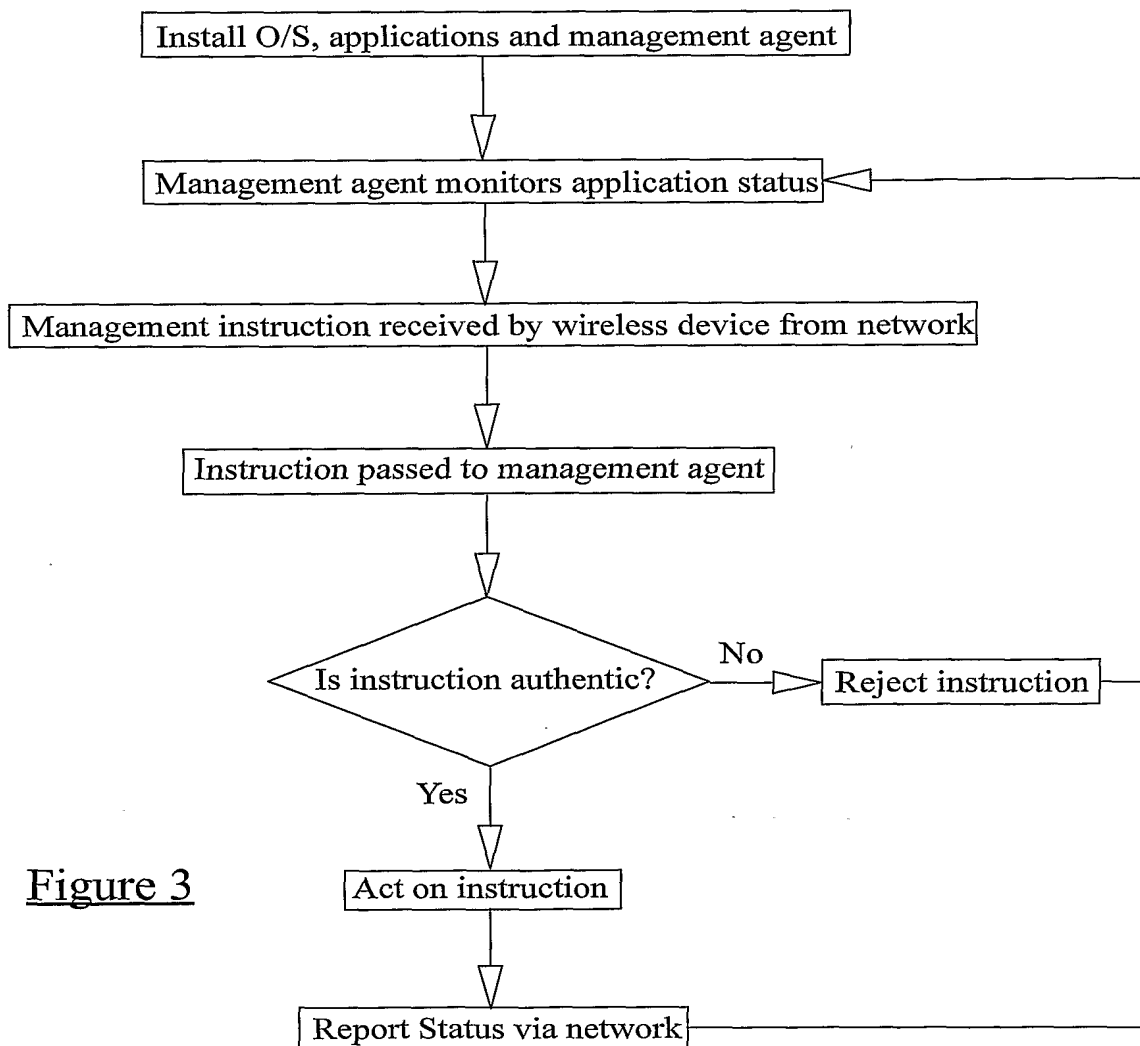 Install O/S, applications and management agent
Management agent monitors application status
Management instruction received by wireless device from network
Instruction passed to management agent
Is instruction authentic?
No
Reject instruction
Yes
Act on instruction
Figure 3
Report Status via network